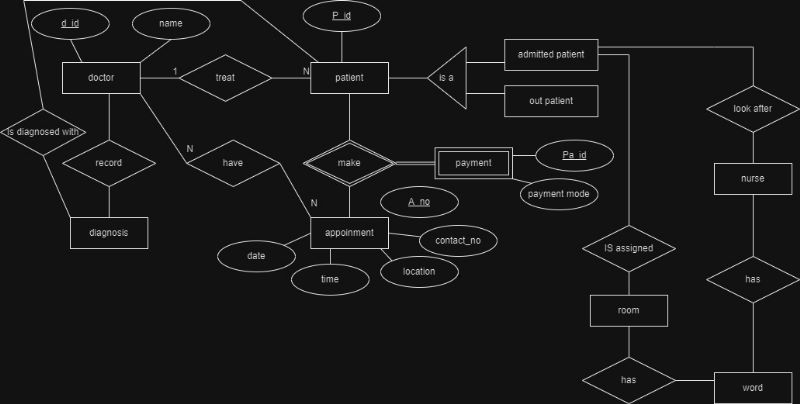 d_id
name
P_id
doctor
1
treat
N
patient
is a
admitted patient
out patient
look after
is diagnosed with
record
N
have
make
payment
Pa_id
payment mode
nurse
N
A_no
diagnosis
appoinment
contact_no
date
time
location
IS assigned
has
room
has
word